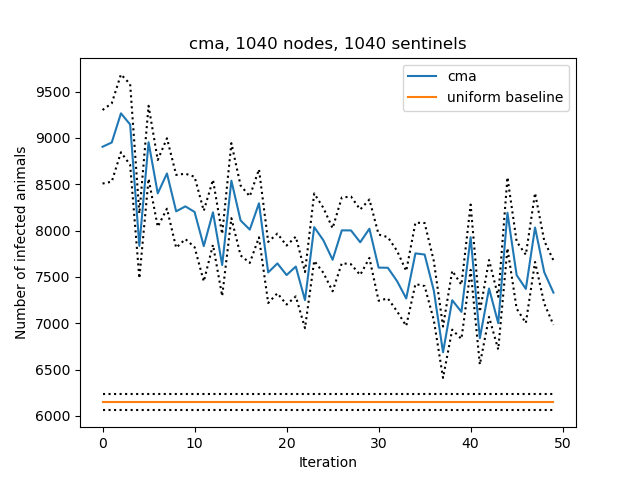 cma, 1040 nodes, 1040 sentinels
cma
uniform baseline
Number of infected animals
9500
9000
8500
8000
7500
7000
6500
6000
0 10 20 30 40 50
Iteration